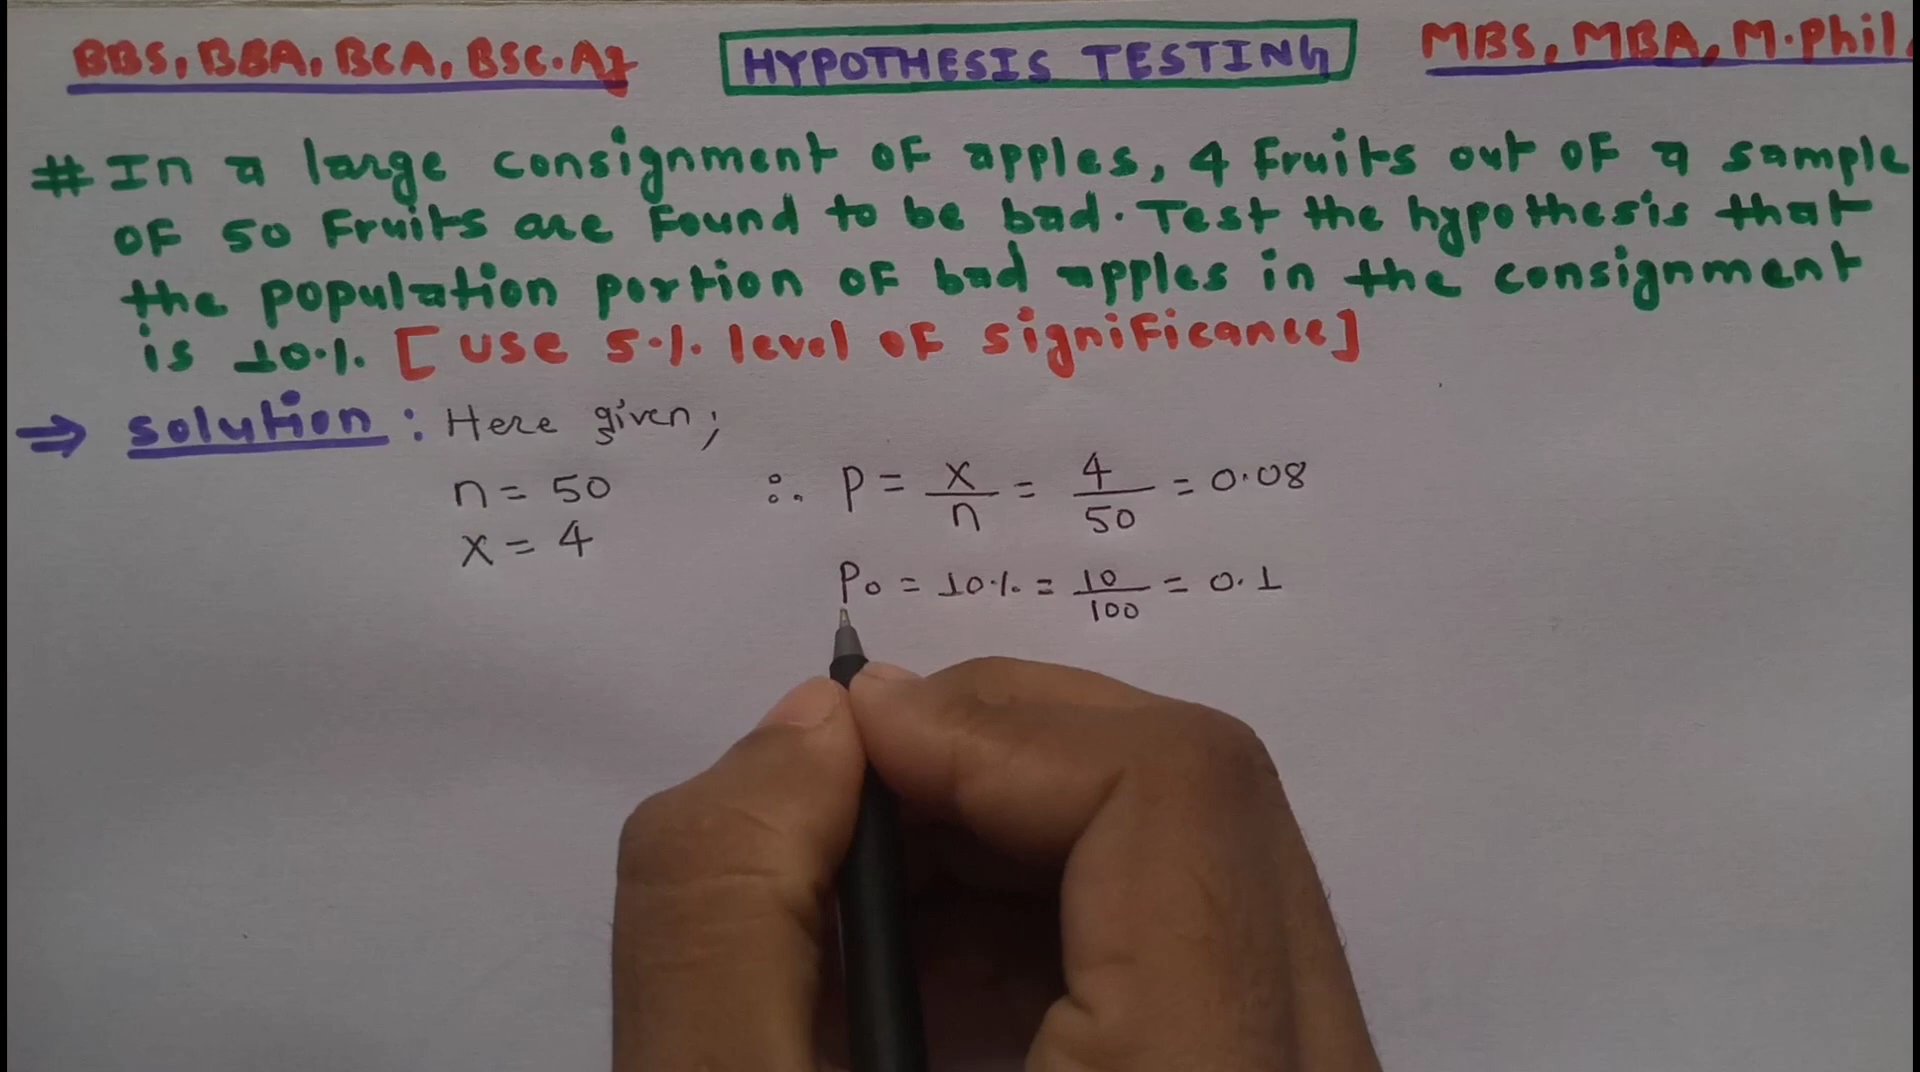 BBS, BBA, BCA, BSC.Ag
HYPOTHESIS TESTING
MBS, MBA, M.Phil.
# In a large consignment of apples, 4 fruits out of a sample
of 50 fruits are found to be bad. Test the hypothesis that
the population portion of bad apples in the consignment
is 10%. [use 5% level of significance]
⇒ solution : Here given;
n = 50 ∴ P = x/n = 4/50 = 0.08
x = 4
P0 = 10% = 10/100 = 0.1